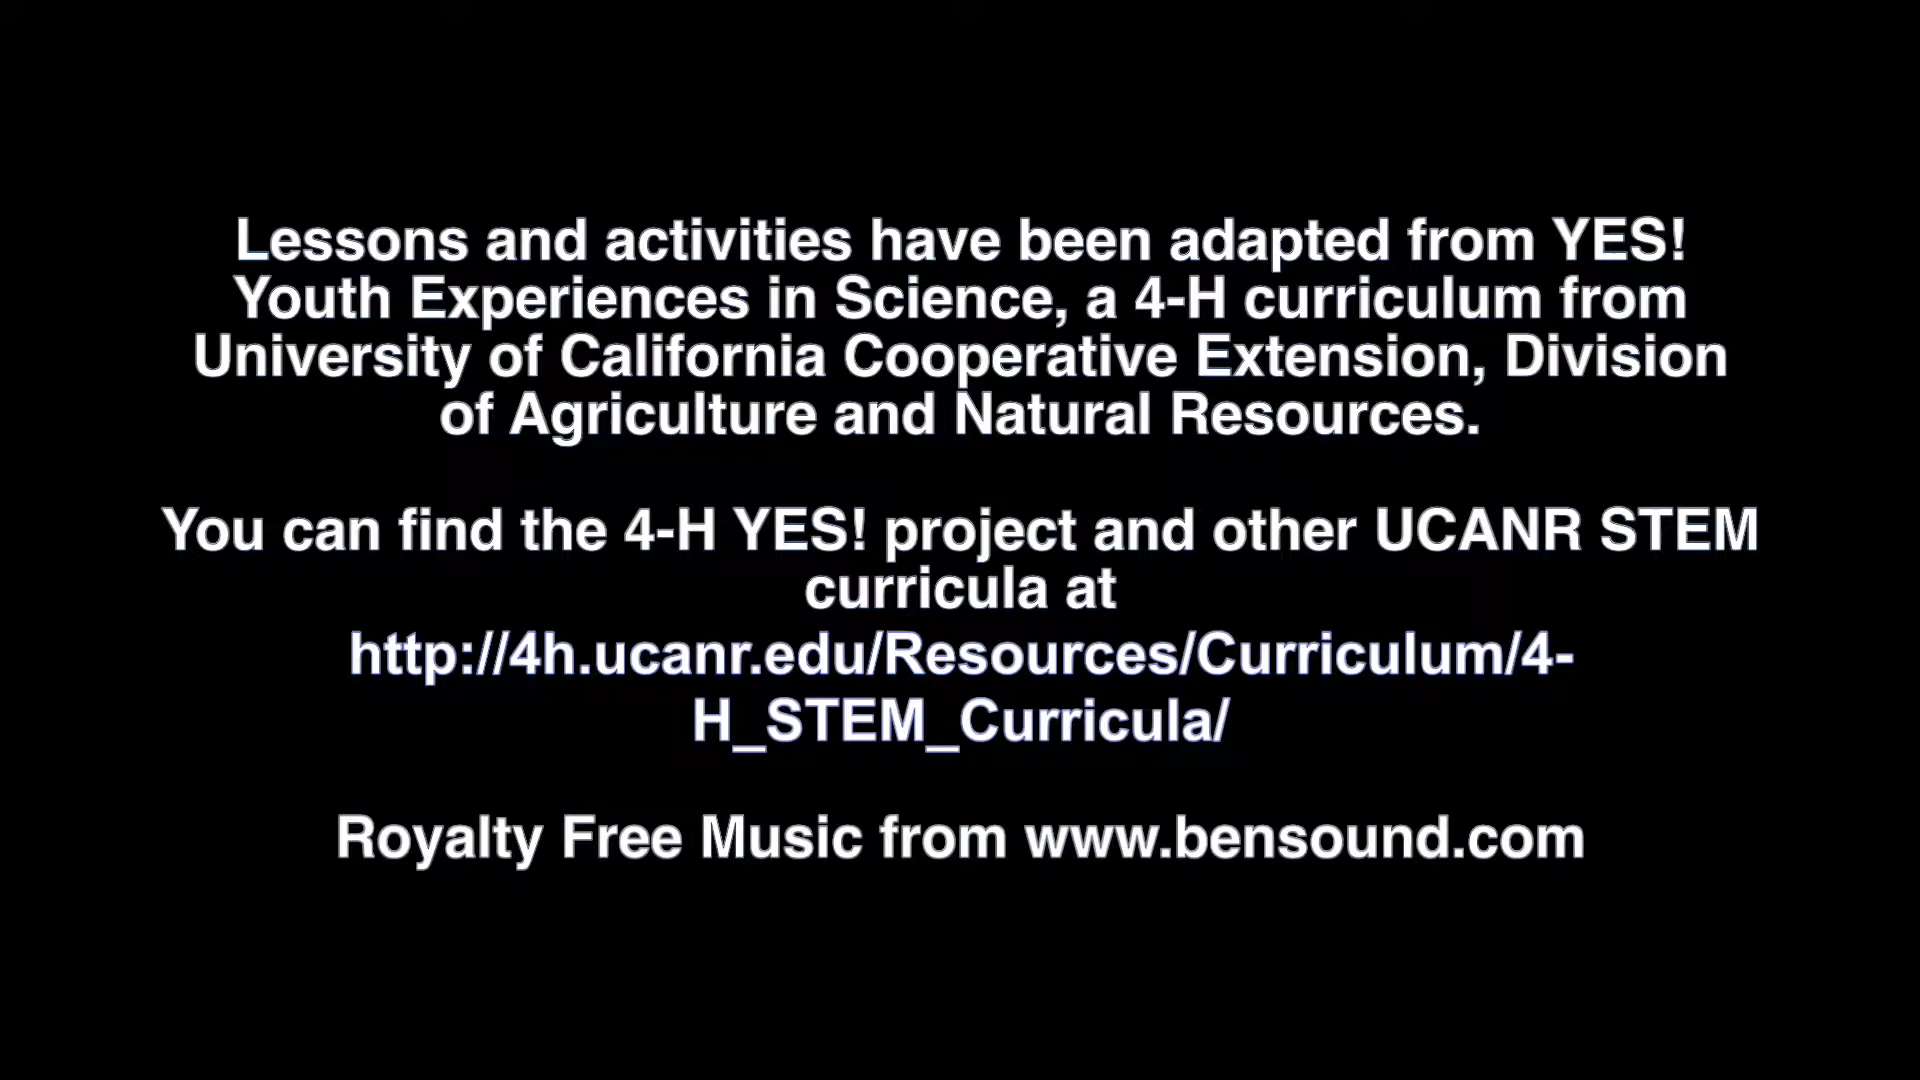 Lessons and activities have been adapted from YES!
Youth Experiences in Science, a 4-H curriculum from
University of California Cooperative Extension, Division
of Agriculture and Natural Resources.
You can find the 4-H YES! project and other UCANR STEM
curricula at
http://4h.ucanr.edu/Resources/Curriculum/4-
H_STEM_Curricula/
Royalty Free Music from www.bensound.com